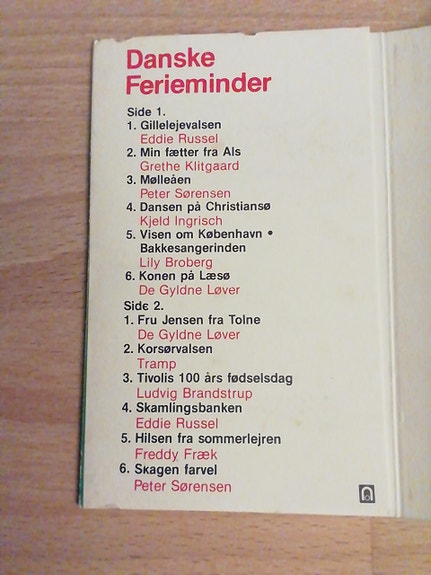 Danske
Ferieminder
Side 1.
1. Gillelejevalsen
Eddie Russel
2. Min fætter fra Als
Grethe Klitgaard
3. Mølleåen
Peter Sørensen
4. Dansen på Christiansø
Kjeld Ingrisch
5. Visen om København •
Bakkesangerinden
Lily Broberg
6. Konen på Læsø
De Gyldne Løver
Side 2.
1. Fru Jensen fra Tolne
De Gyldne Løver
2. Korsørvalsen
Tramp
3. Tivolis 100 års fødselsdag
Ludvig Brandstrup
4. Skamlingsbanken
Eddie Russel
5. Hilsen fra sommerlejren
Freddy Fræk
6. Skagen farvel
Peter Sørensen